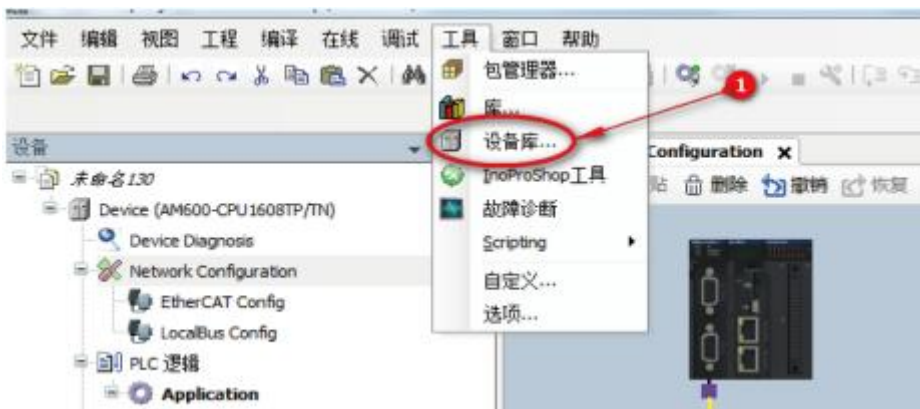 文件 编辑 视图 工程 编译 在线 调试 工具 窗口 帮助
包管理器...
库...
1
设备库...
InoProShop工具
故障诊断
Scripting
自定义...
选项...
设备
未命名130
Device (AM600-CPU1608TP/TN)
Device Diagnosis
Network Configuration
EtherCAT Config
LocalBus Config
PLC 逻辑
Application
Configuration X
贴 删除 撤销 恢复